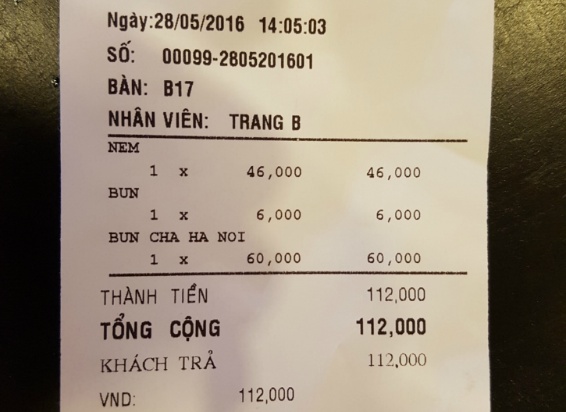 Ngày:28/05/2016 14:05:03
SỐ: 00099-2805201601
BÀN: B17
NHÂN VIÊN: TRANG B
NEM
1 x 46,000 46,000
BUN
1 x 6,000 6,000
BUN CHA HA NOI
1 x 60,000 60,000
THÀNH TIỀN 112,000
TỔNG CỘNG 112,000
KHÁCH TRẢ 112,000
VND: 112,000